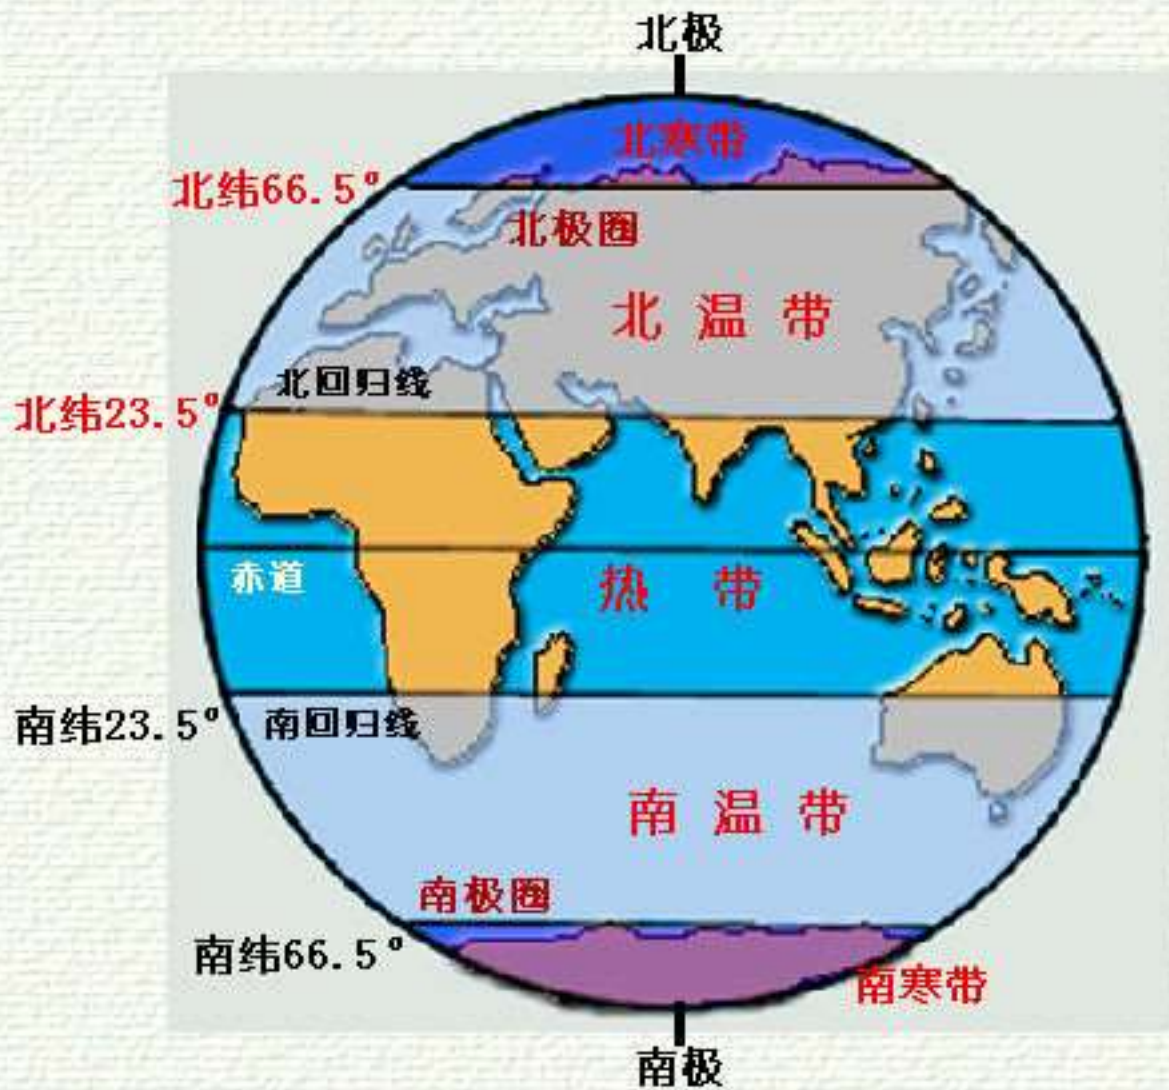 北极
北寒带
北纬66.5°
北极圈
北温带
北回归线
北纬23.5°
赤道
热带
南纬23.5°
南回归线
南温带
南极圈
南纬66.5°
南寒带
南极